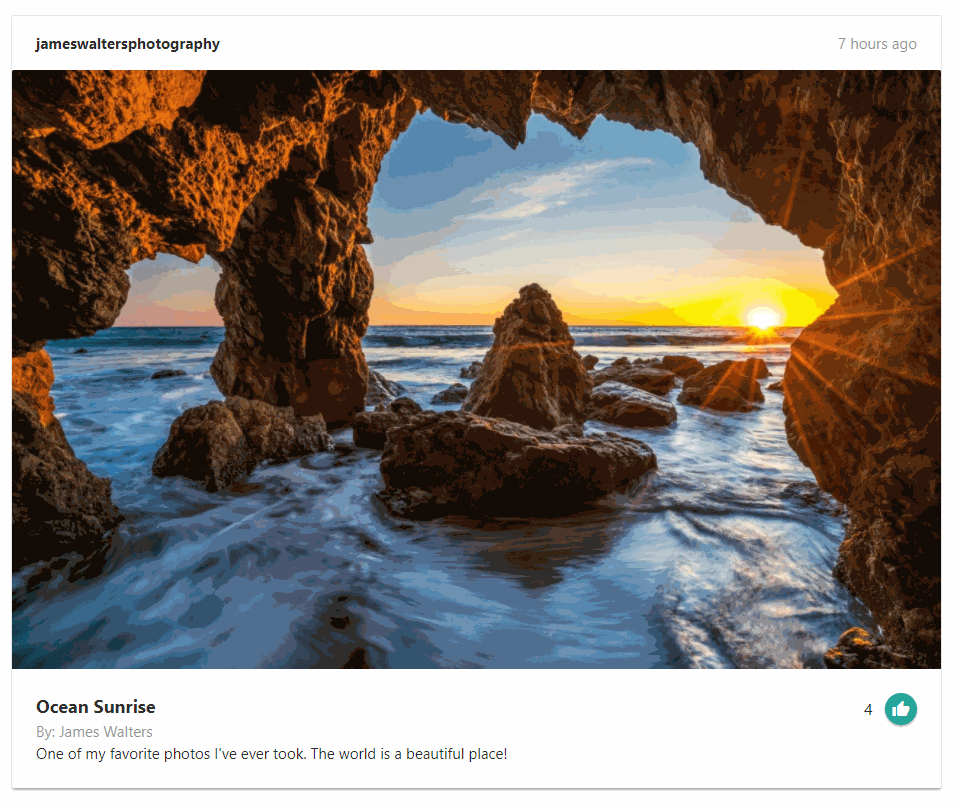 jameswaltersphotography 7 hours ago
Ocean Sunrise 4
By: James Walters
One of my favorite photos I've ever took. The world is a beautiful place!